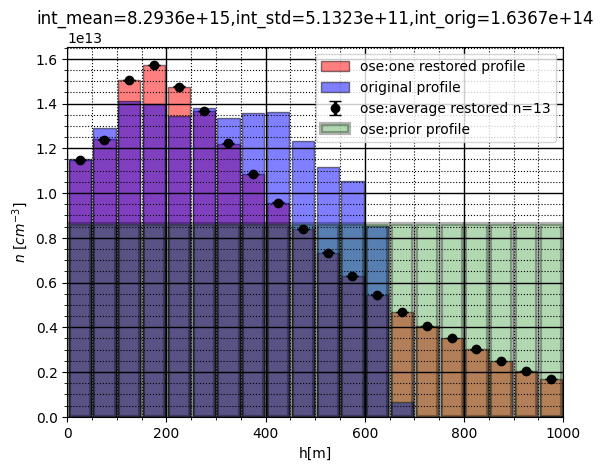 int_mean=8.2936e+15,int_std=5.1323e+11,int_orig=1.6367e+14
1e13
ose:one restored profile
original profile
ose:average restored n=13
ose:prior profile
1.6
1.4
1.2
1.0
0.8
0.6
0.4
0.2
0.0
n [cm⁻³]
0 200 400 600 800 1000
h[m]